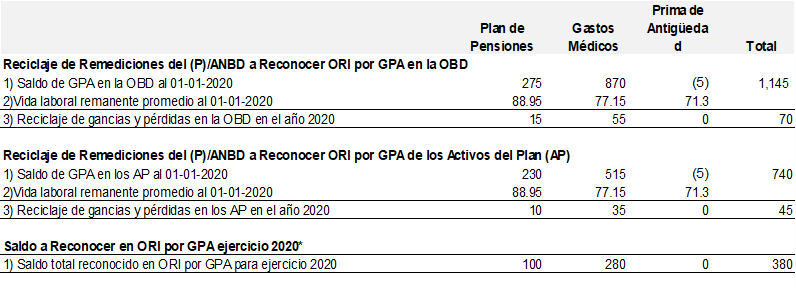 Plan de Pensiones Gastos Médicos Prima de Antigüeda d Total
Reciclaje de Remediciones del (P)/ANBD a Reconocer ORI por GPA en la OBD
1) Saldo de GPA en la OBD al 01-01-2020 275 870 (5) 1,145
2)Vida laboral remanente promedio al 01-01-2020 88.95 77.15 71.3
3) Reciclaje de gancias y pérdidas en la OBD en el año 2020 15 55 0 70
Reciclaje de Remediciones del (P)/ANBD a Reconocer ORI por GPA de los Activos del Plan (AP)
1) Saldo de GPA en los AP al 01-01-2020 230 515 (5) 740
2)Vida laboral remanente promedio al 01-01-2020 88.95 77.15 71.3
3) Reciclaje de gancias y pérdidas en los AP en el año 2020 10 35 0 45
Saldo a Reconocer en ORI por GPA ejercicio 2020*
1) Saldo total reconocido en ORI por GPA para ejercicio 2020 100 280 0 380